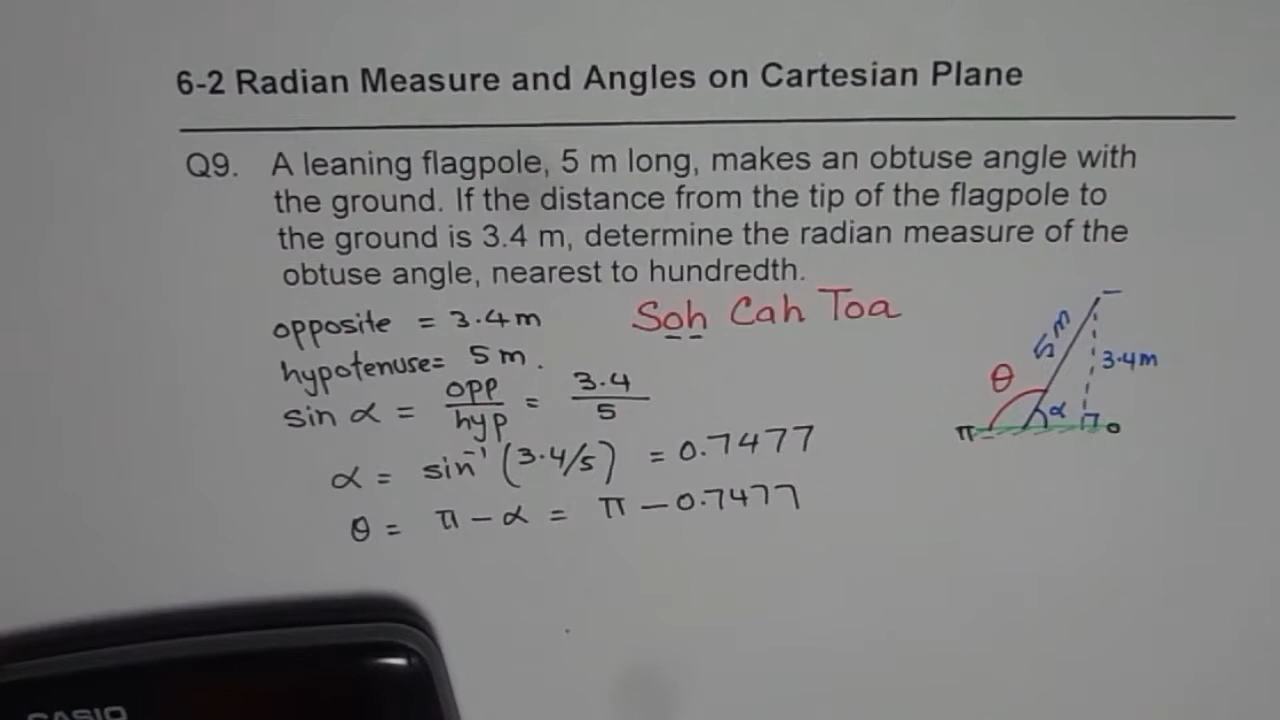 6-2 Radian Measure and Angles on Cartesian Plane
Q9. A leaning flagpole, 5 m long, makes an obtuse angle with
the ground. If the distance from the tip of the flagpole to
the ground is 3.4 m, determine the radian measure of the
obtuse angle, nearest to hundredth.
opposite = 3.4m
Soh Cah Toa
hypotenuse= 5m.
sin α = opp/hyp = 3.4/5
α = sin⁻¹ (3.4/5) = 0.7477
θ = π - α = π - 0.7477
5m
3.4m
θ
α
π
0
CASIO